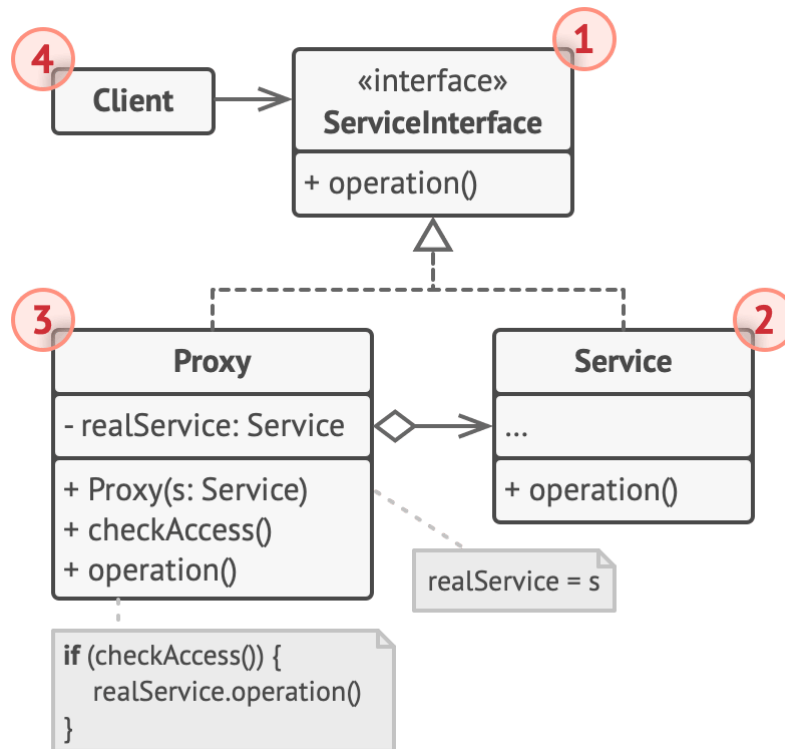 1
4
«interface»
Client
ServiceInterface
+ operation()
3
2
Proxy
Service
- realService: Service
...
+ Proxy(s: Service)
+ operation()
+ checkAccess()
+ operation()
realService = s
if (checkAccess()) {
realService.operation()
}